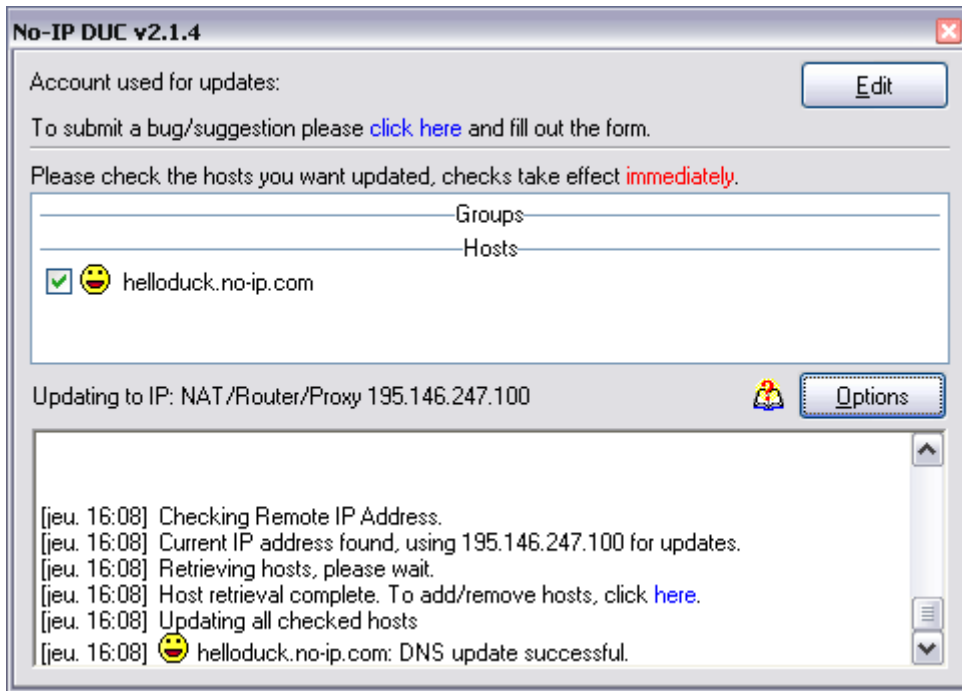 No-IP DUC v2.1.4
Account used for updates:
Edit
To submit a bug/suggestion please click here and fill out the form.
Please check the hosts you want updated, checks take effect immediately.
Groups
Hosts
helloduck.no-ip.com
Updating to IP: NAT/Router/Proxy 195.146.247.100
Options
[jeu. 16:08] Checking Remote IP Address.
[jeu. 16:08] Current IP address found, using 195.146.247.100 for updates.
[jeu. 16:08] Retrieving hosts, please wait.
[jeu. 16:08] Host retrieval complete. To add/remove hosts, click here.
[jeu. 16:08] Updating all checked hosts
[jeu. 16:08] helloduck.no-ip.com: DNS update successful.